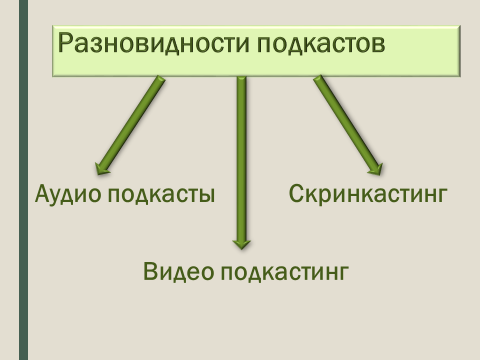 Разновидности подкастов
Аудио подкасты
Скринкастинг
Видео подкастинг